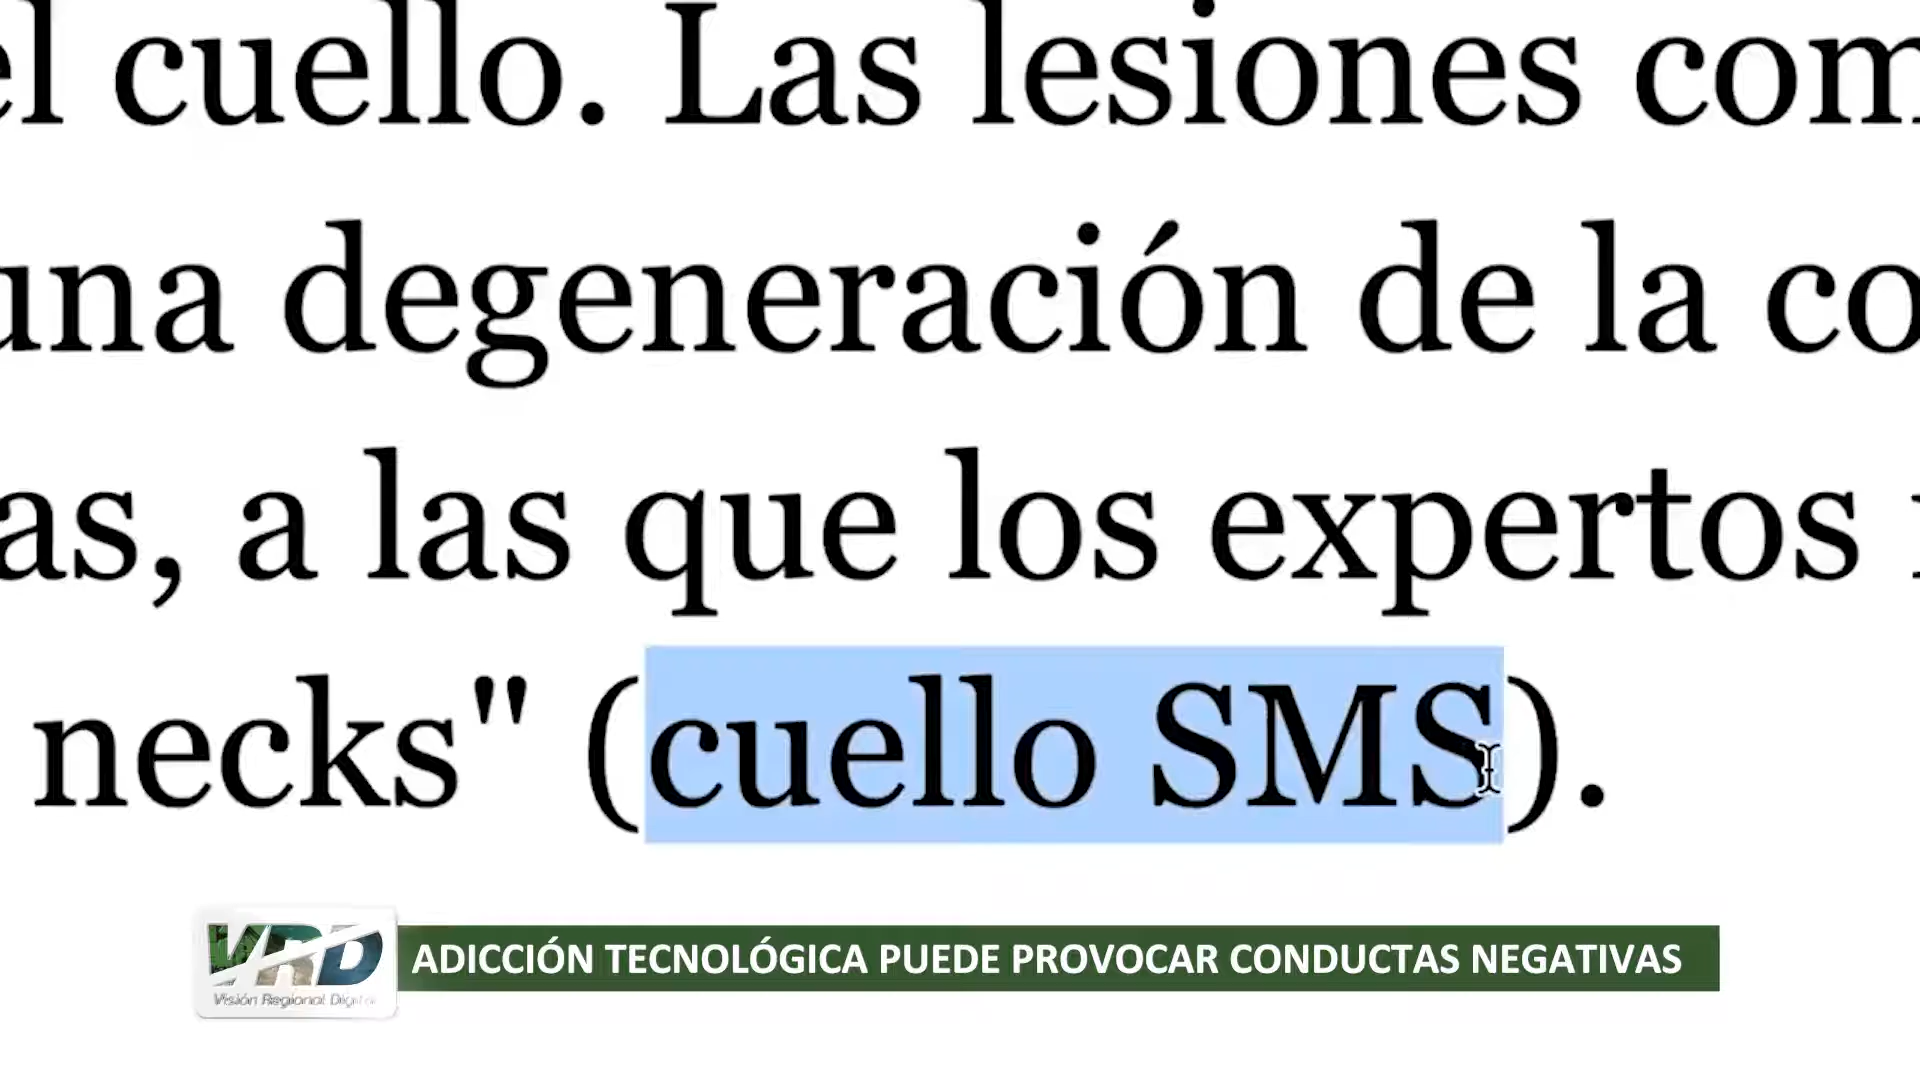 el cuello. Las lesiones com
una degeneración de la co
as, a las que los expertos
necks" (cuello SMS).
VRD
Visión Regional Digital
ADICCIÓN TECNOLÓGICA PUEDE PROVOCAR CONDUCTAS NEGATIVAS